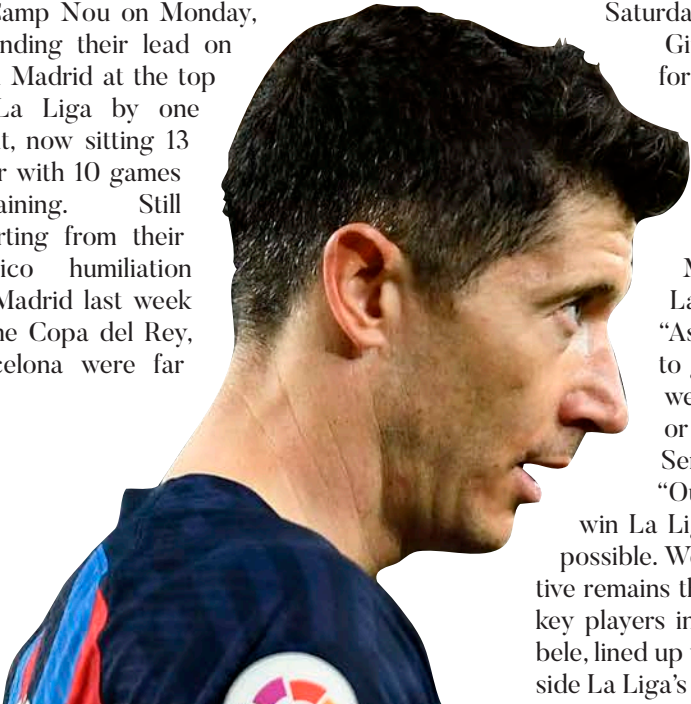 Camp Nou on Monday,
nding their lead on
Madrid at the top
La Liga by one
t, now sitting 13
r with 10 games
aining. Still
rting from their
ico humiliation
Madrid last week
he Copa del Rey,
celona were far
Saturda
Gi
for
M
La
“As
to
we
or
Ser
“Ou
win La Lig
possible. We
tive remains th
key players in
bele, lined up
side La Liga’s